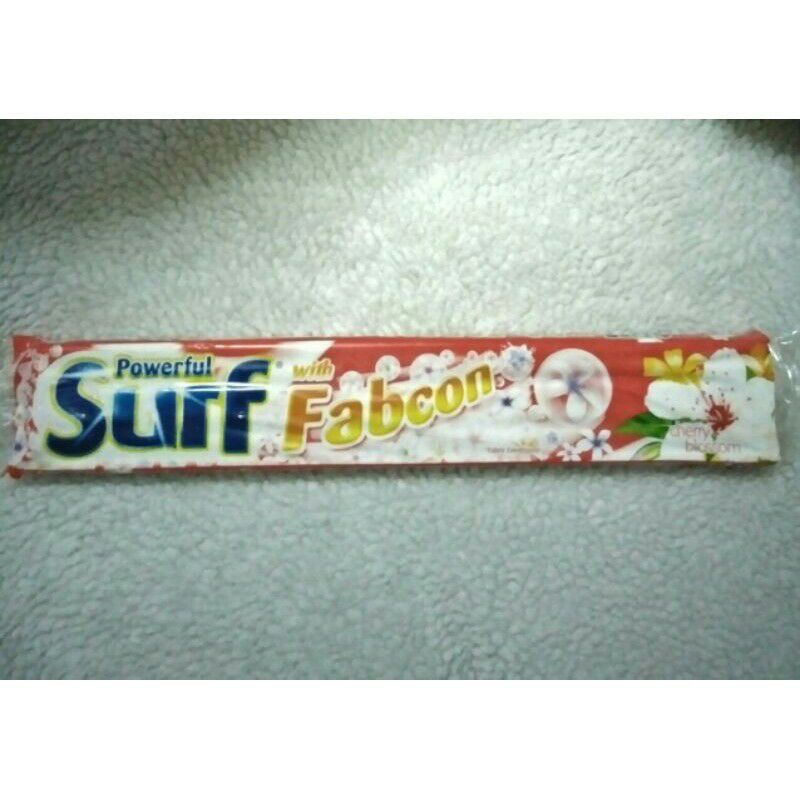 Powerful
Surf
with
Fabcon
cherry
blossom